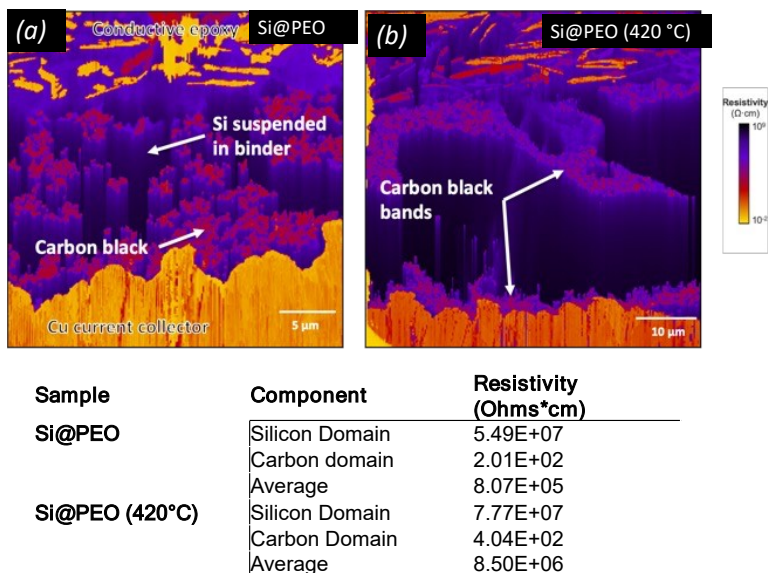 (a)
Conductive epoxy
Si@PEO
Si suspended
in binder
Carbon black
Cu current collector
5 µm
(b)
Si@PEO (420 °C)
Carbon black
bands
10 µm
Resistivity
(Ω·cm)
10⁹
10⁻²
Sample Component Resistivity
(Ohms*cm)
Si@PEO Silicon Domain 5.49E+07
Carbon domain 2.01E+02
Average 8.07E+05
Si@PEO (420°C) Silicon Domain 7.77E+07
Carbon Domain 4.04E+02
Average 8.50E+06